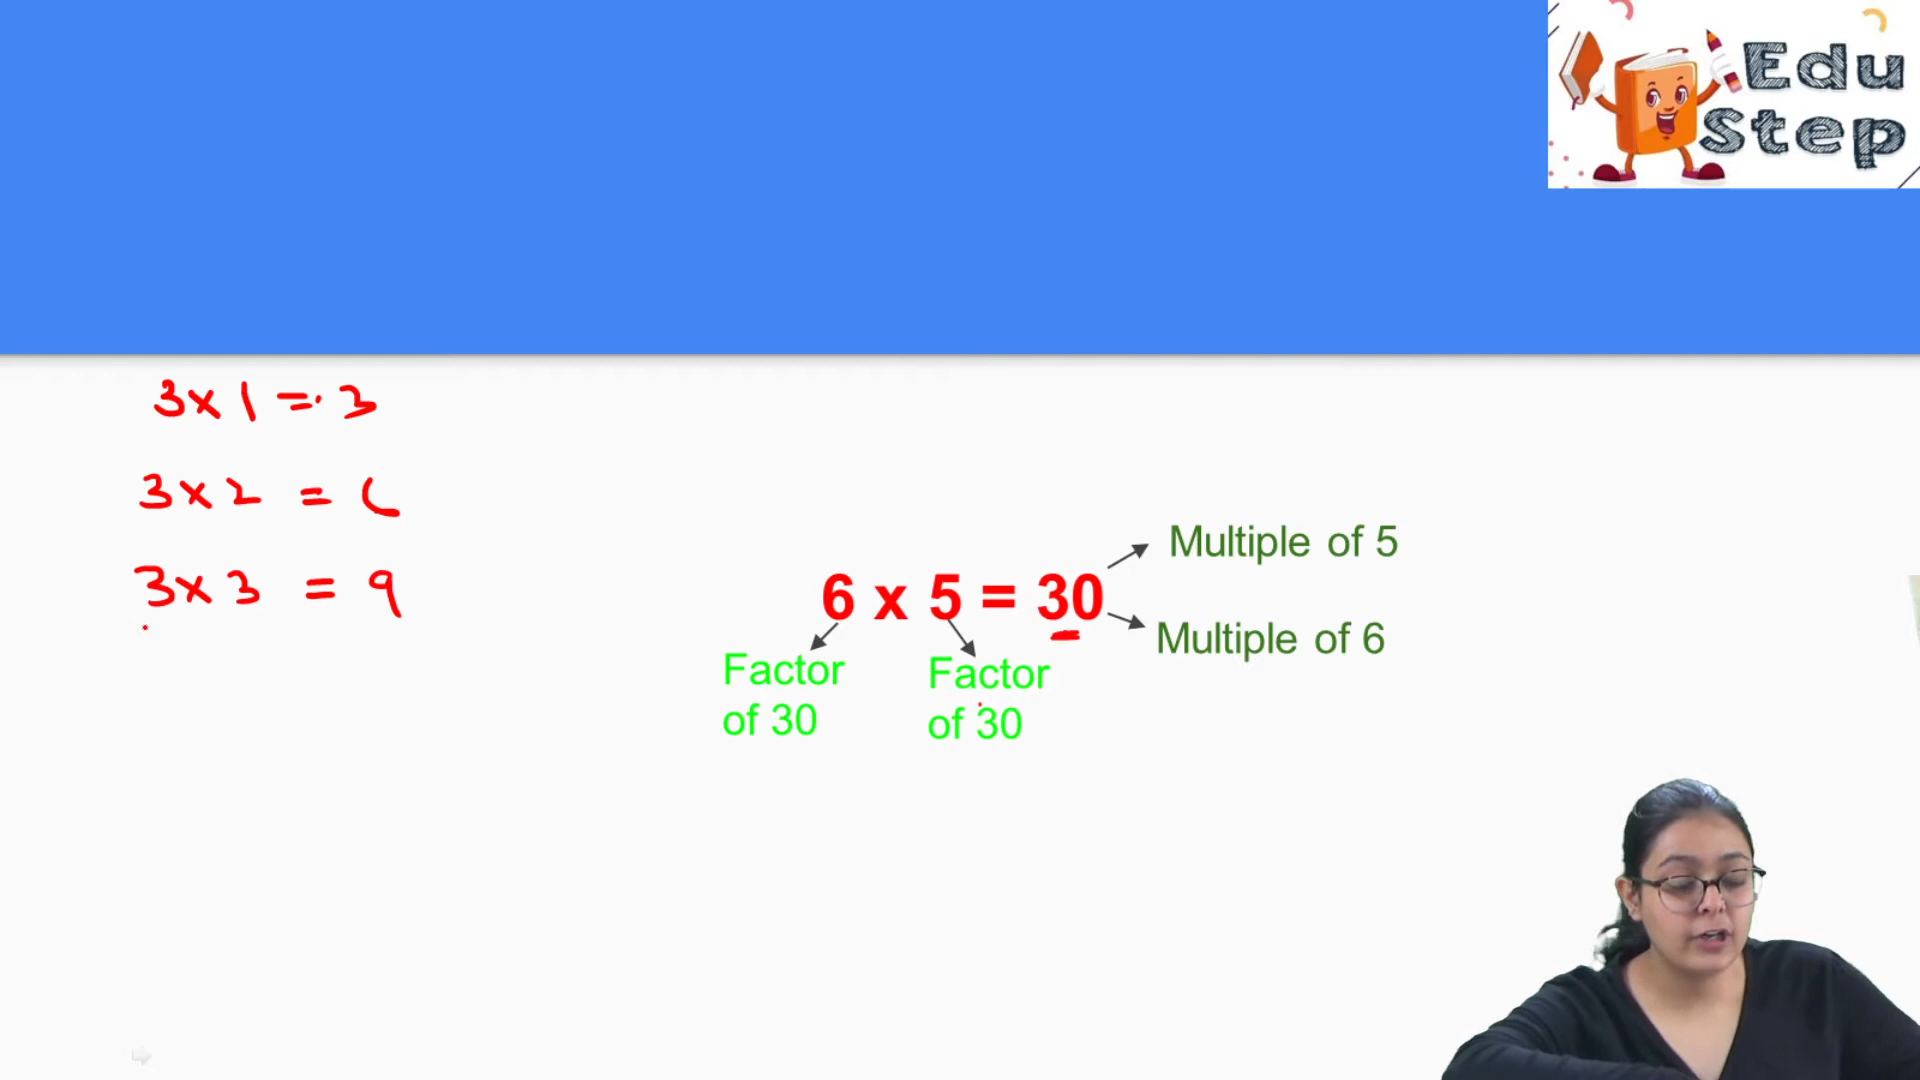 Edu
Step
3x1=3
3x2 = 6
3x3 = 9
Multiple of 5
6 x 5 = 30
Multiple of 6
Factor
of 30
Factor
of 30